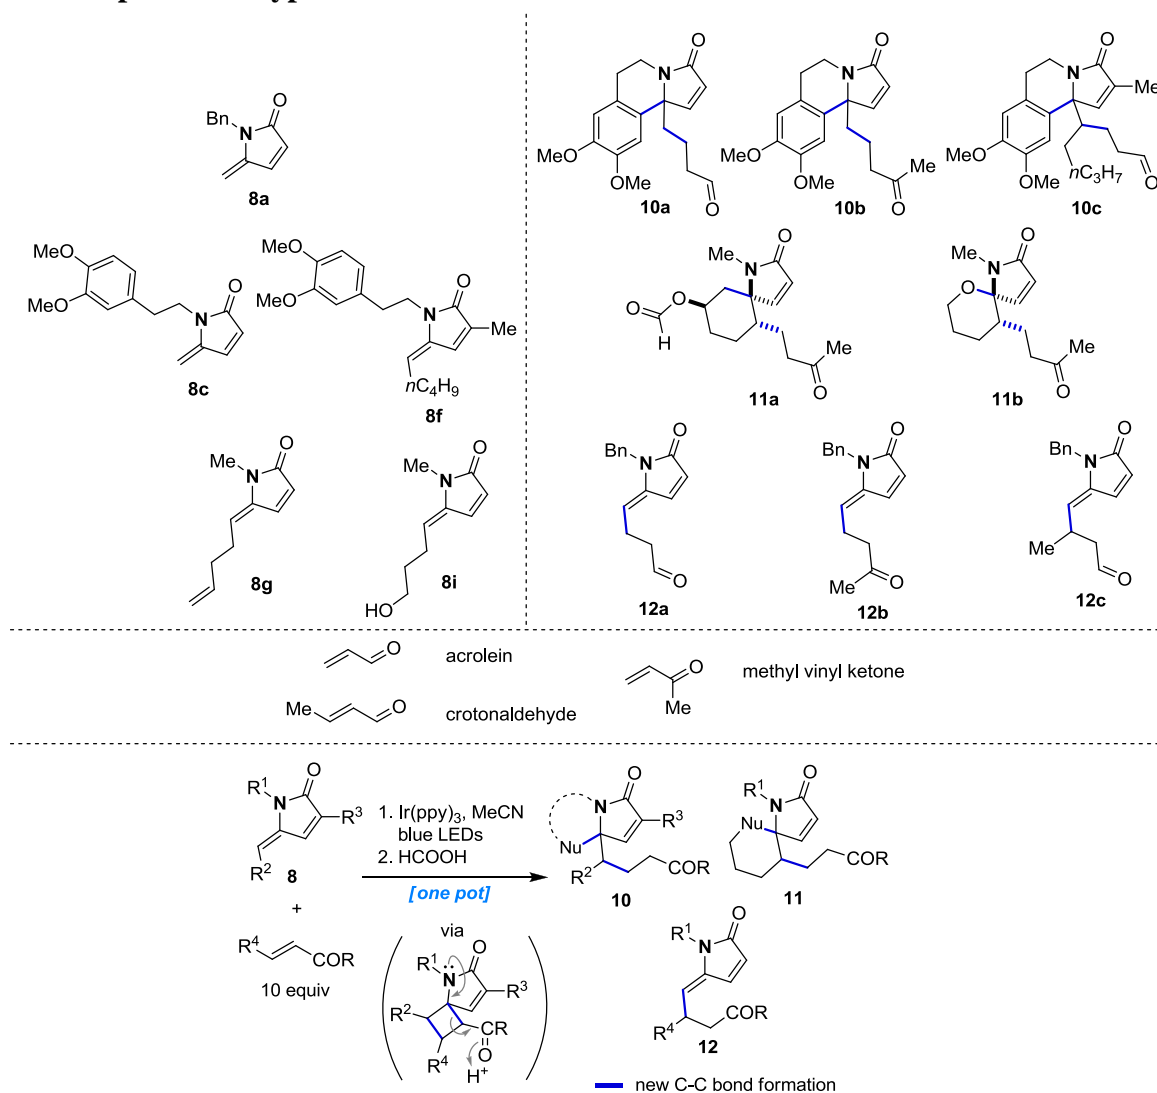 Bn
N
O
8a
MeO
MeO
N
O
8c
MeO
MeO
N
O
Me
nC4H9
8f
Me
N
O
8g
Me
N
O
HO
8i
N
O
MeO
OMe
O
10a
N
O
MeO
OMe
Me
O
10b
N
O
Me
MeO
OMe
nC3H7
O
10c
Me
N
O
O
O
H
Me
O
11a
Me
N
O
O
Me
O
11b
Bn
N
O
O
12a
Bn
N
O
Me
O
12b
Bn
N
O
Me
O
12c
O
acrolein
O
Me
methyl vinyl ketone
Me
O
crotonaldehyde
R1
N
O
R3
R2
8
+
R4
COR
10 equiv
1. Ir(ppy)3, MeCN
blue LEDs
2. HCOOH
[one pot]
via
R1
N
O
R3
R2
R4
CR
O
H+
N
O
R3
Nu
R2
COR
10
R1
N
O
Nu
COR
11
R1
N
O
COR
R4
12
new C-C bond formation